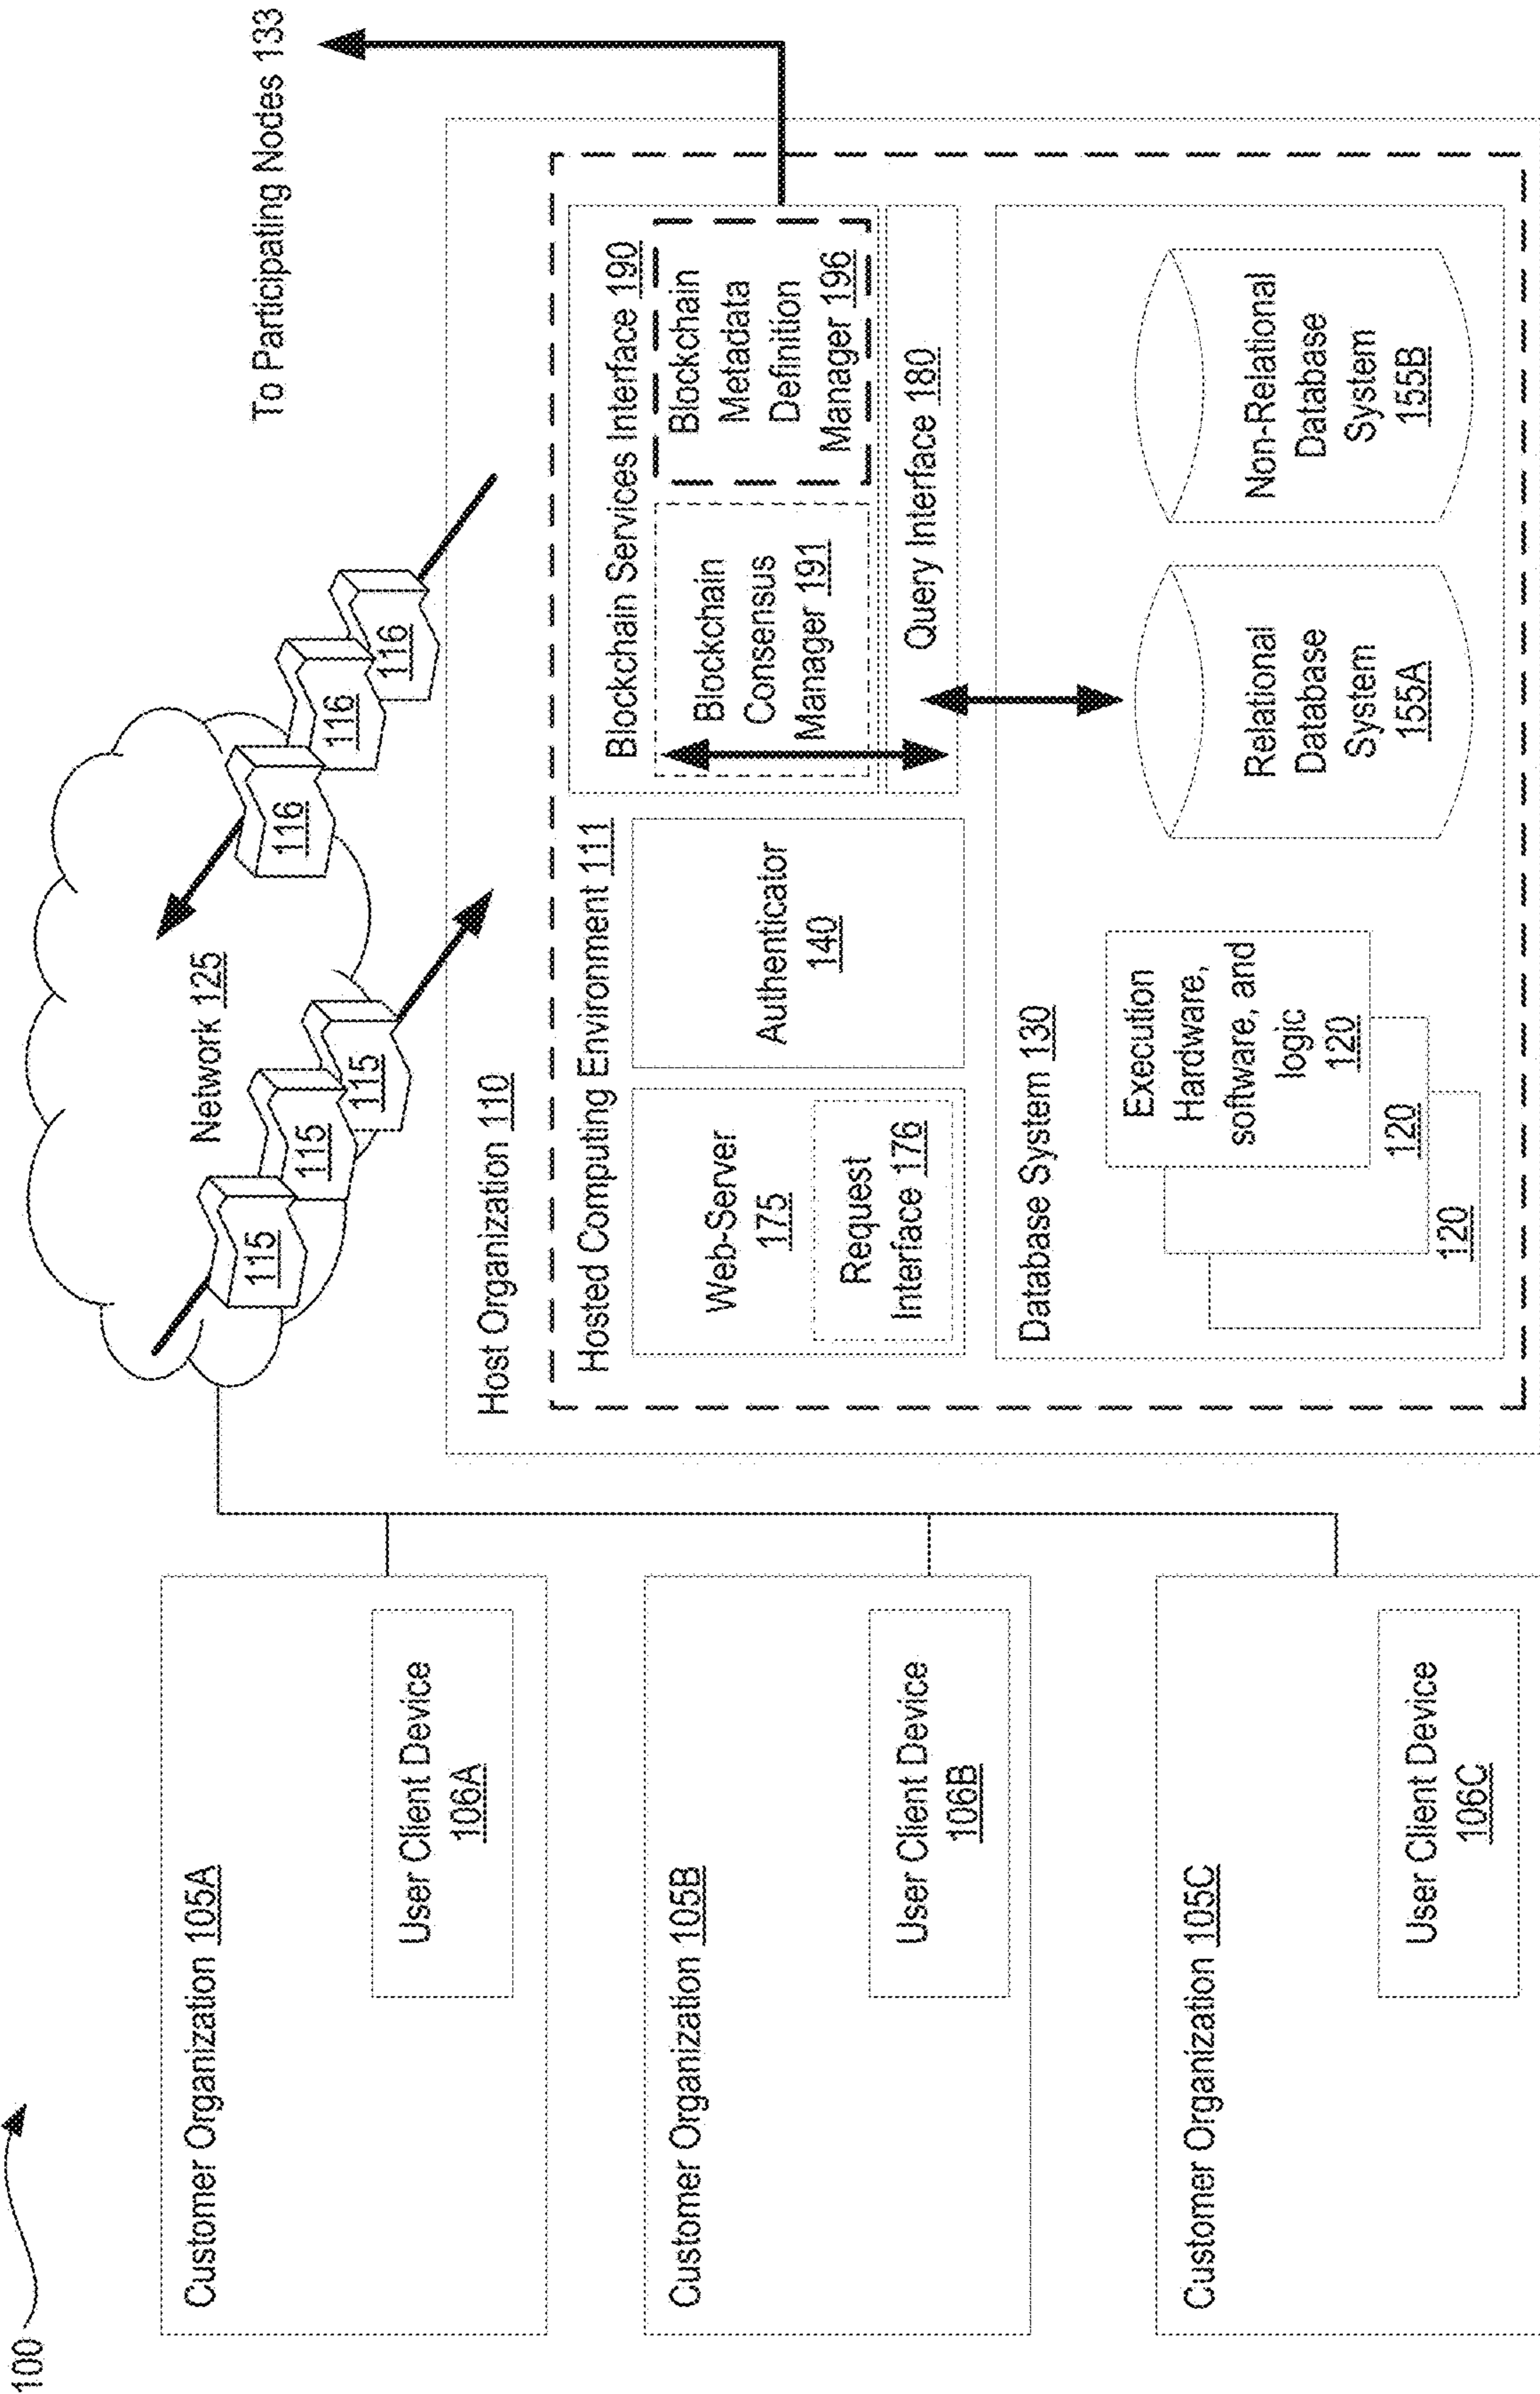 100
Customer Organization 105A
User Client Device
106A
Customer Organization 105B
User Client Device
106B
Customer Organization 105C
User Client Device
106C
Network 125
115
115
115
116
116
116
To Participating Nodes 133
Host Organization 110
Hosted Computing Environment 111
Web-Server
175
Request
Interface 176
Authenticator
140
Blockchain Services Interface 190
Blockchain
Consensus
Manager 191
Blockchain
Metadata
Definition
Manager 196
Query Interface 180
Database System 130
Execution
Hardware,
software, and
logic
120
120
120
Relational
Database
System
155A
Non-Relational
Database
System
155B